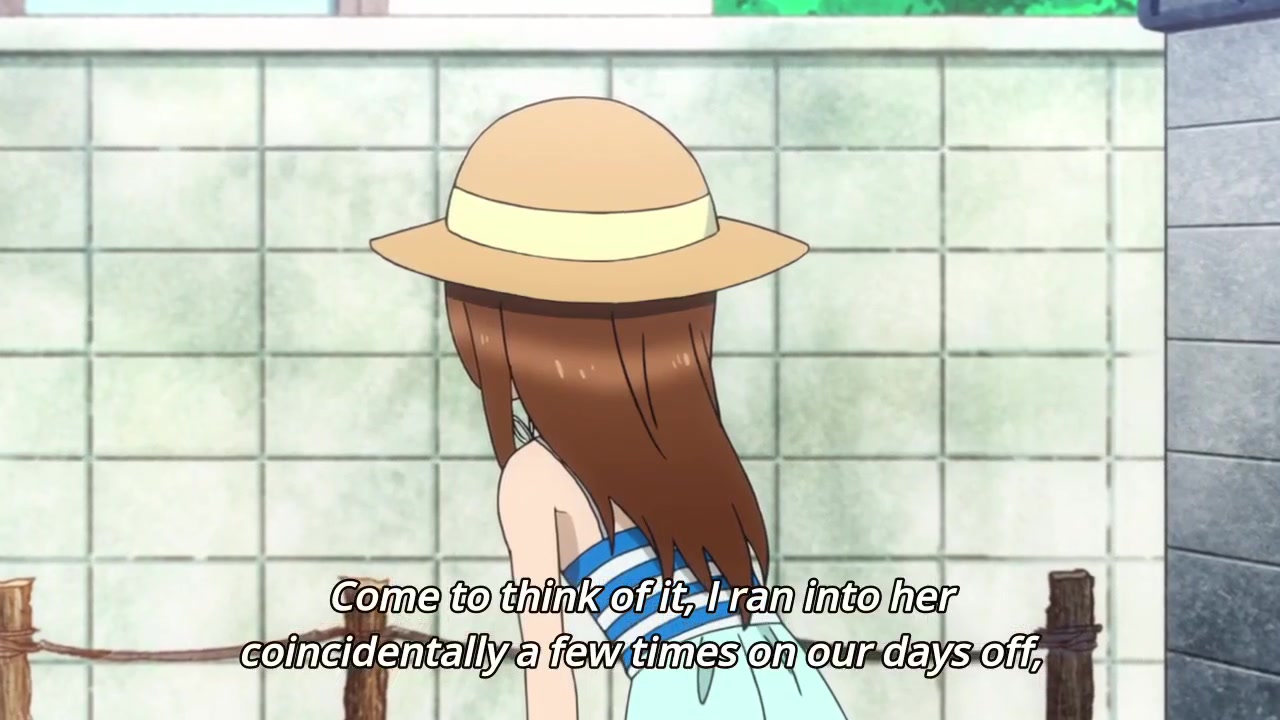 Come to think of it, I ran into her
coincidentally a few times on our days off,